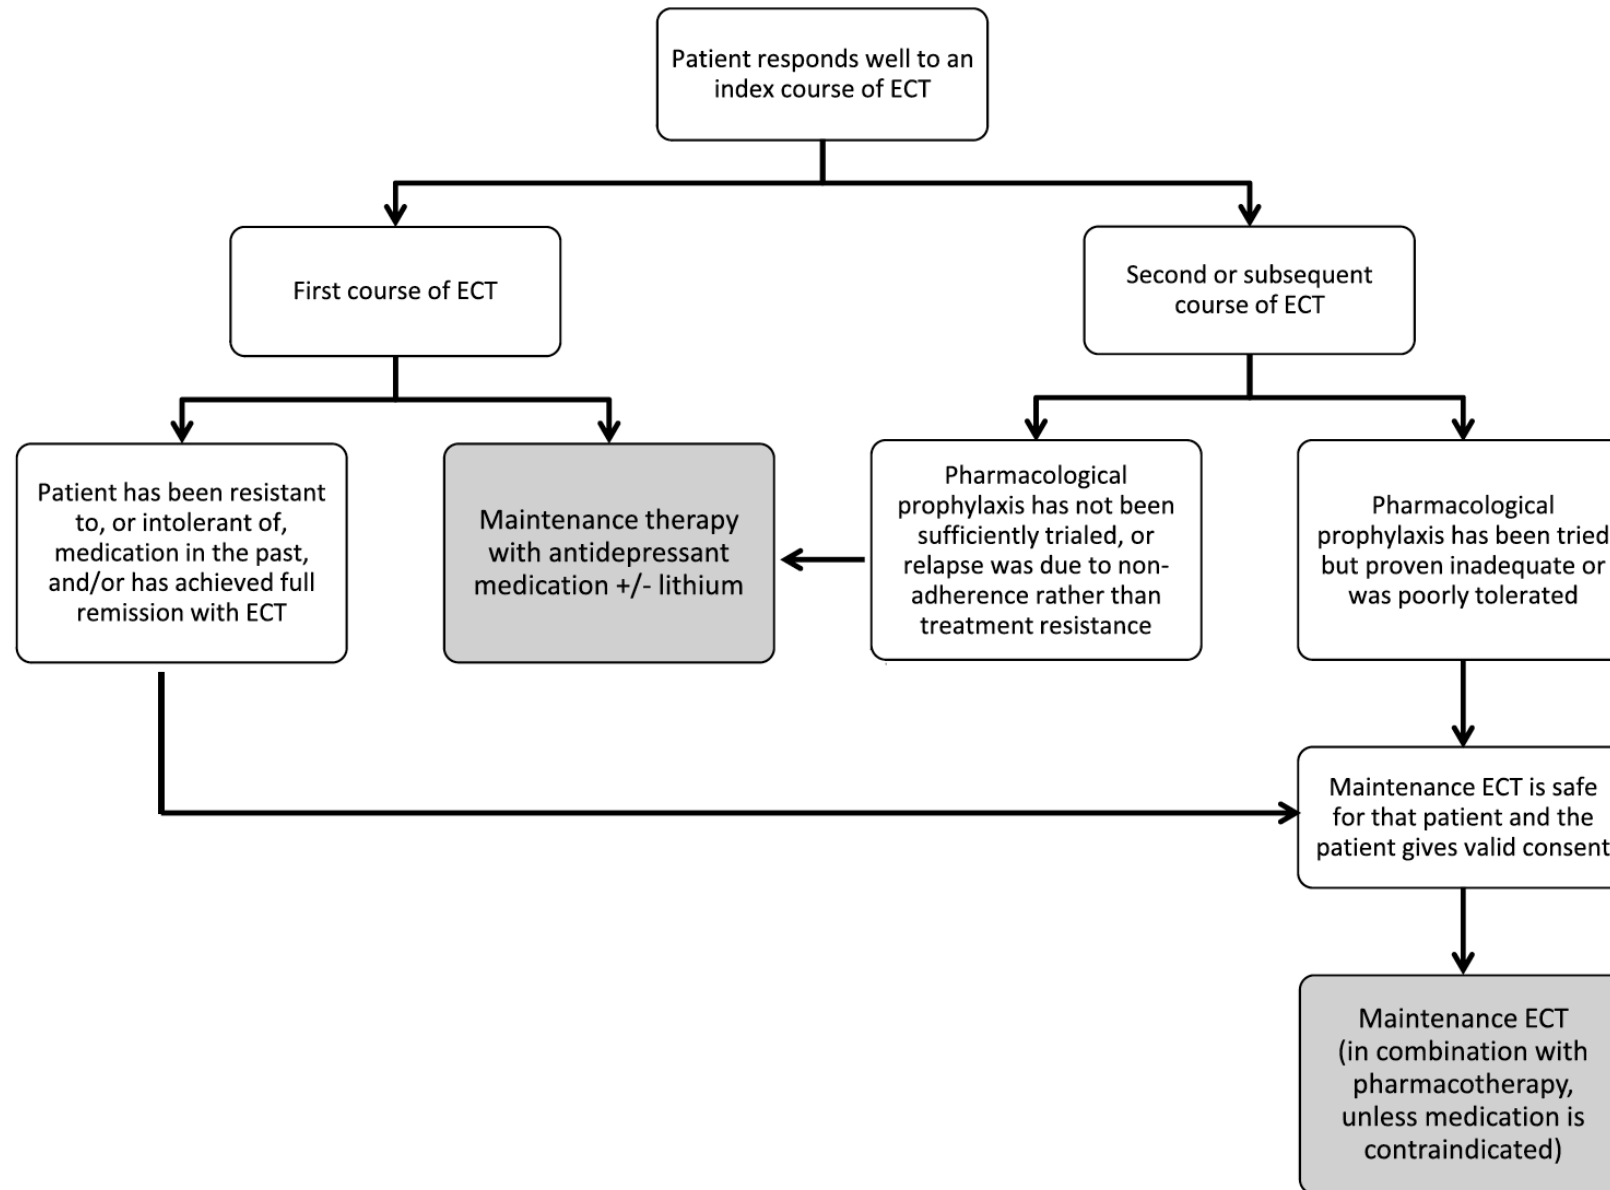 Patient responds well to an
index course of ECT
First course of ECT
Second or subsequent
course of ECT
Patient has been resistant
to, or intolerant of,
medication in the past,
and/or has achieved full
remission with ECT
Maintenance therapy
with antidepressant
medication +/- lithium
Pharmacological
prophylaxis has not been
sufficiently trialed, or
relapse was due to non-
adherence rather than
treatment resistance
Pharmacological
prophylaxis has been tried
but proven inadequate or
was poorly tolerated
Maintenance ECT is safe
for that patient and the
patient gives valid consent
Maintenance ECT
(in combination with
pharmacotherapy,
unless medication is
contraindicated)